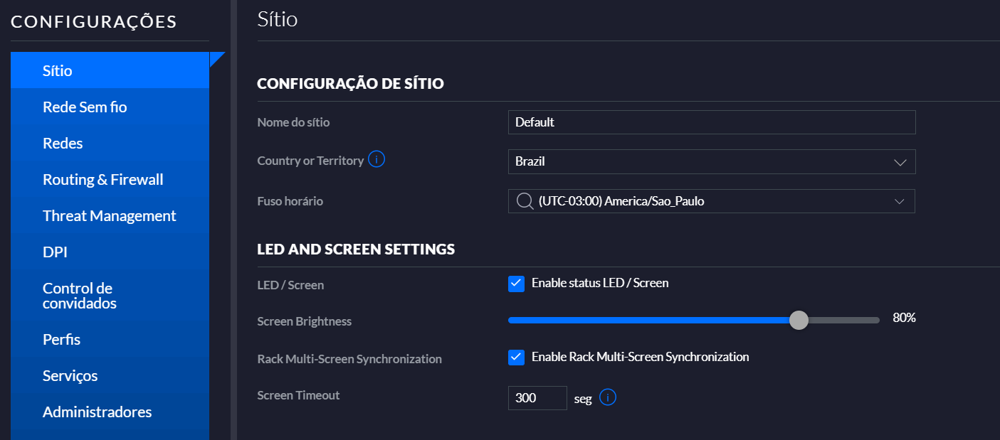 CONFIGURAÇÕES
Sítio
Rede Sem fio
Redes
Routing & Firewall
Threat Management
DPI
Control de
convidados
Perfis
Serviços
Administradores
Sítio
CONFIGURAÇÃO DE SÍTIO
Nome do sítio
Default
Country or Territory
Brazil
Fuso horário
(UTC-03:00) America/Sao_Paulo
LED AND SCREEN SETTINGS
LED / Screen
Enable status LED / Screen
Screen Brightness
80%
Rack Multi-Screen Synchronization
Enable Rack Multi-Screen Synchronization
Screen Timeout
300
seg